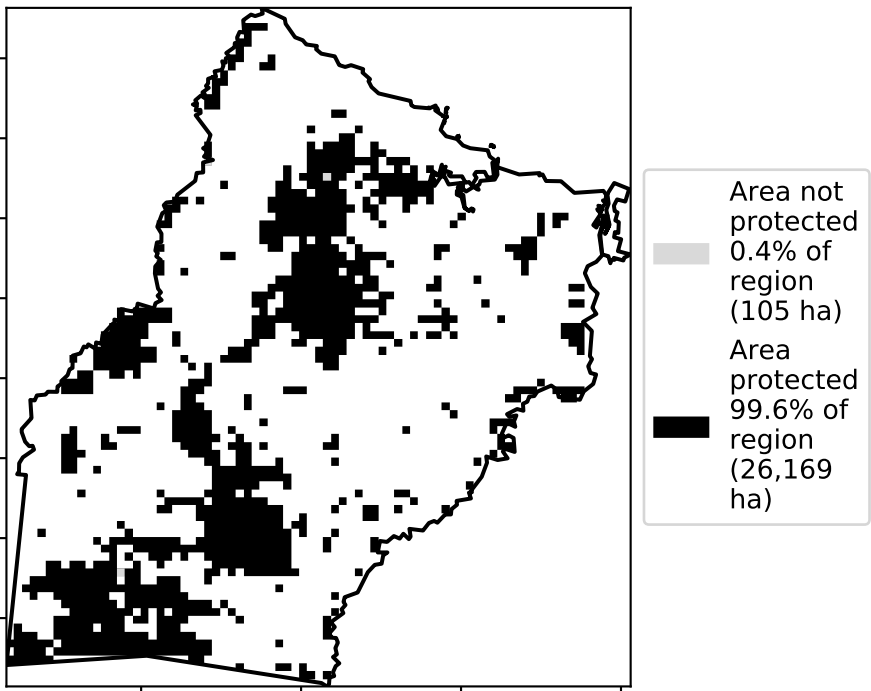 Area not
protected
0.4% of
region
(105 ha)
Area
protected
99.6% of
region
(26,169
ha)